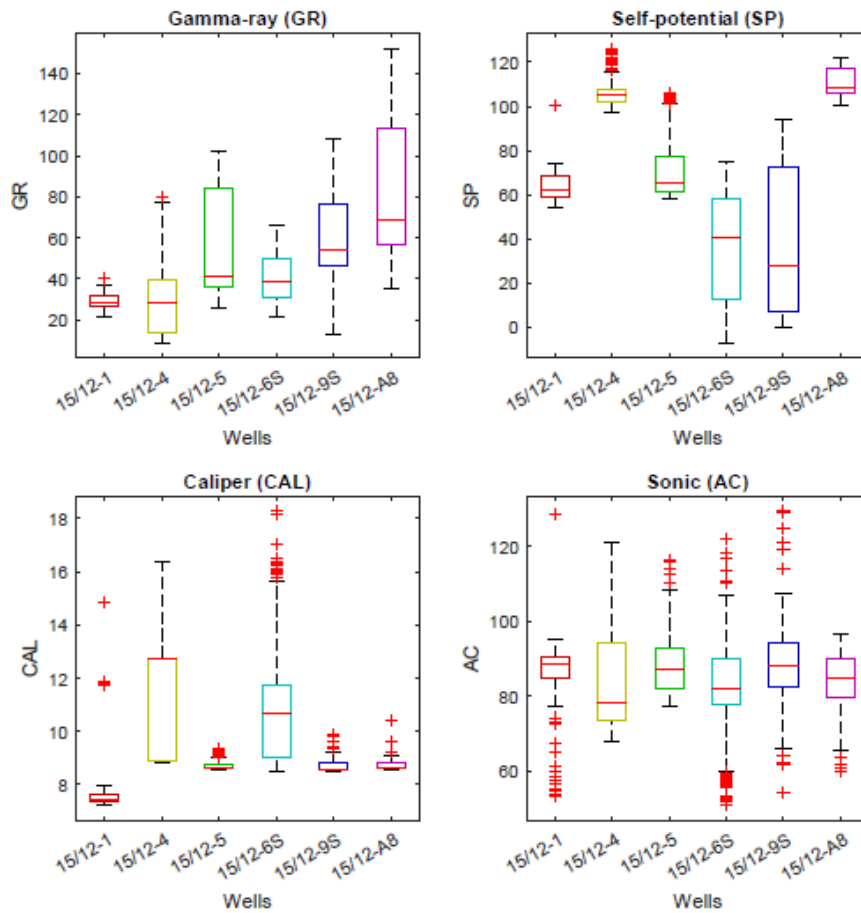 Gamma-ray (GR)
GR
140
120
100
80
60
40
20
15/12-1
15/12-4
15/12-5
15/12-6S
15/12-9S
15/12-A8
Wells
Self-potential (SP)
SP
120
100
80
60
40
20
0
15/12-1
15/12-4
15/12-5
15/12-6S
15/12-9S
15/12-A8
Wells
Caliper (CAL)
CAL
18
16
14
12
10
8
15/12-1
15/12-4
15/12-5
15/12-6S
15/12-9S
15/12-A8
Wells
Sonic (AC)
AC
120
100
80
60
15/12-1
15/12-4
15/12-5
15/12-6S
15/12-9S
15/12-A8
Wells